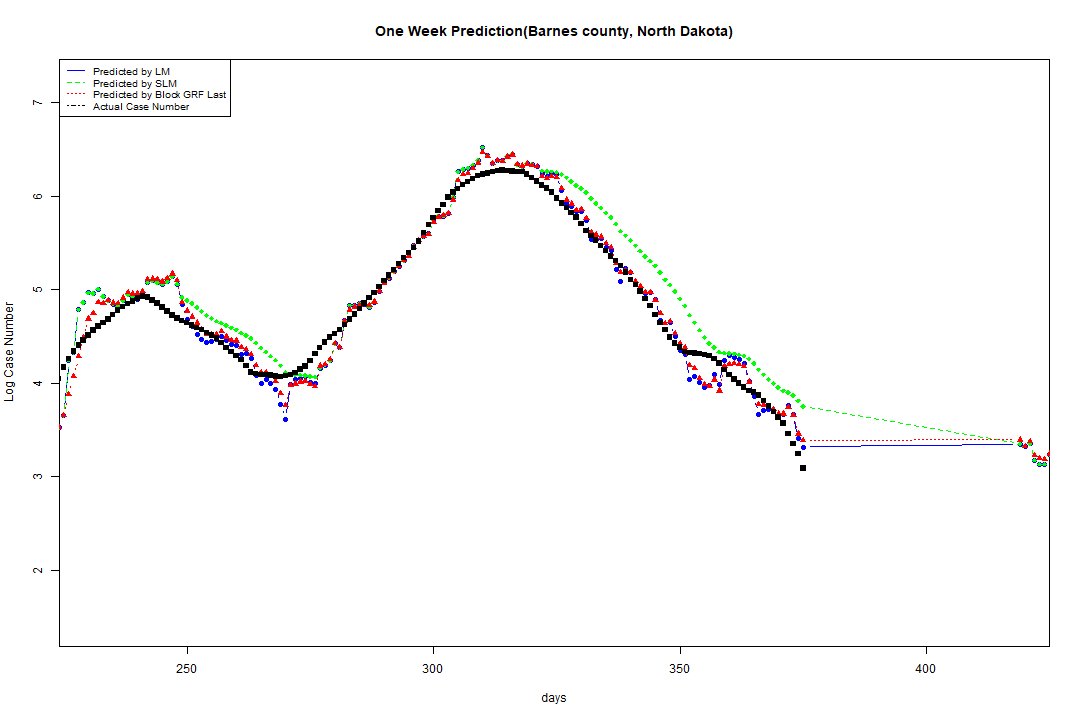 One Week Prediction(Barnes county, North Dakota)
Predicted by LM
Predicted by SLM
Predicted by Block GRF Last
Actual Case Number
Log Case Number
7
6
5
4
3
2
250 300 350 400
days